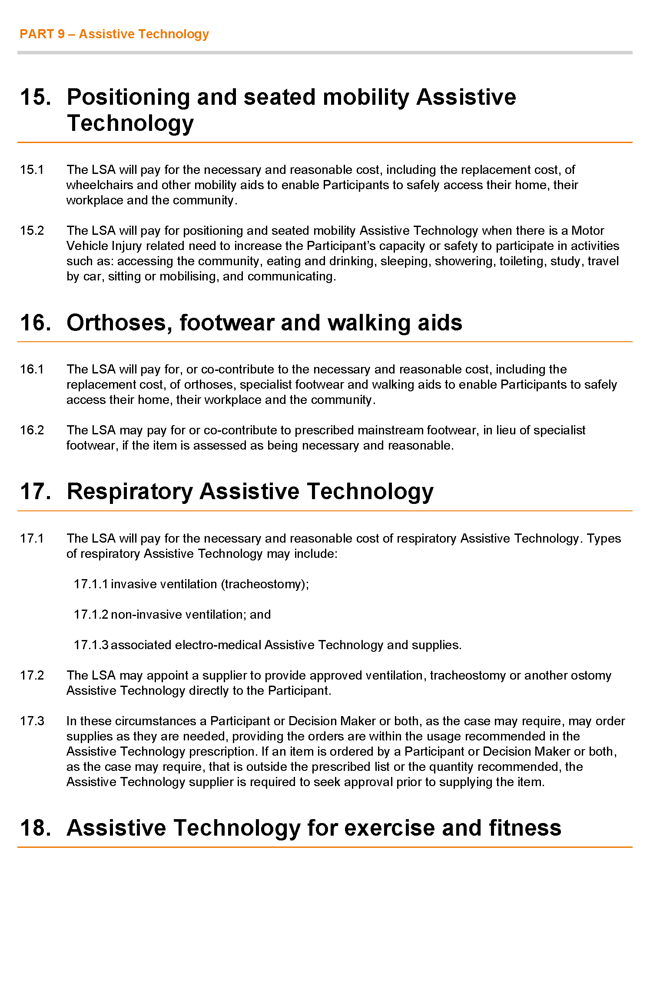 PART 9 – Assistive Technology
15. Positioning and seated mobility Assistive
Technology
15.1 The LSA will pay for the necessary and reasonable cost, including the replacement cost, of
wheelchairs and other mobility aids to enable Participants to safely access their home, their
workplace and the community.
15.2 The LSA will pay for positioning and seated mobility Assistive Technology when there is a Motor
Vehicle Injury related need to increase the Participant’s capacity or safety to participate in activities
such as: accessing the community, eating and drinking, sleeping, showering, toileting, study, travel
by car, sitting or mobilising, and communicating.
16. Orthoses, footwear and walking aids
16.1 The LSA will pay for, or co-contribute to the necessary and reasonable cost, including the
replacement cost, of orthoses, specialist footwear and walking aids to enable Participants to safely
access their home, their workplace and the community.
16.2 The LSA may pay for or co-contribute to prescribed mainstream footwear, in lieu of specialist
footwear, if the item is assessed as being necessary and reasonable.
17. Respiratory Assistive Technology
17.1 The LSA will pay for the necessary and reasonable cost of respiratory Assistive Technology. Types
of respiratory Assistive Technology may include:
17.1.1 invasive ventilation (tracheostomy);
17.1.2 non-invasive ventilation; and
17.1.3 associated electro-medical Assistive Technology and supplies.
17.2 The LSA may appoint a supplier to provide approved ventilation, tracheostomy or another ostomy
Assistive Technology directly to the Participant.
17.3 In these circumstances a Participant or Decision Maker or both, as the case may require, may order
supplies as they are needed, providing the orders are within the usage recommended in the
Assistive Technology prescription. If an item is ordered by a Participant or Decision Maker or both,
as the case may require, that is outside the prescribed list or the quantity recommended, the
Assistive Technology supplier is required to seek approval prior to supplying the item.
18. Assistive Technology for exercise and fitness